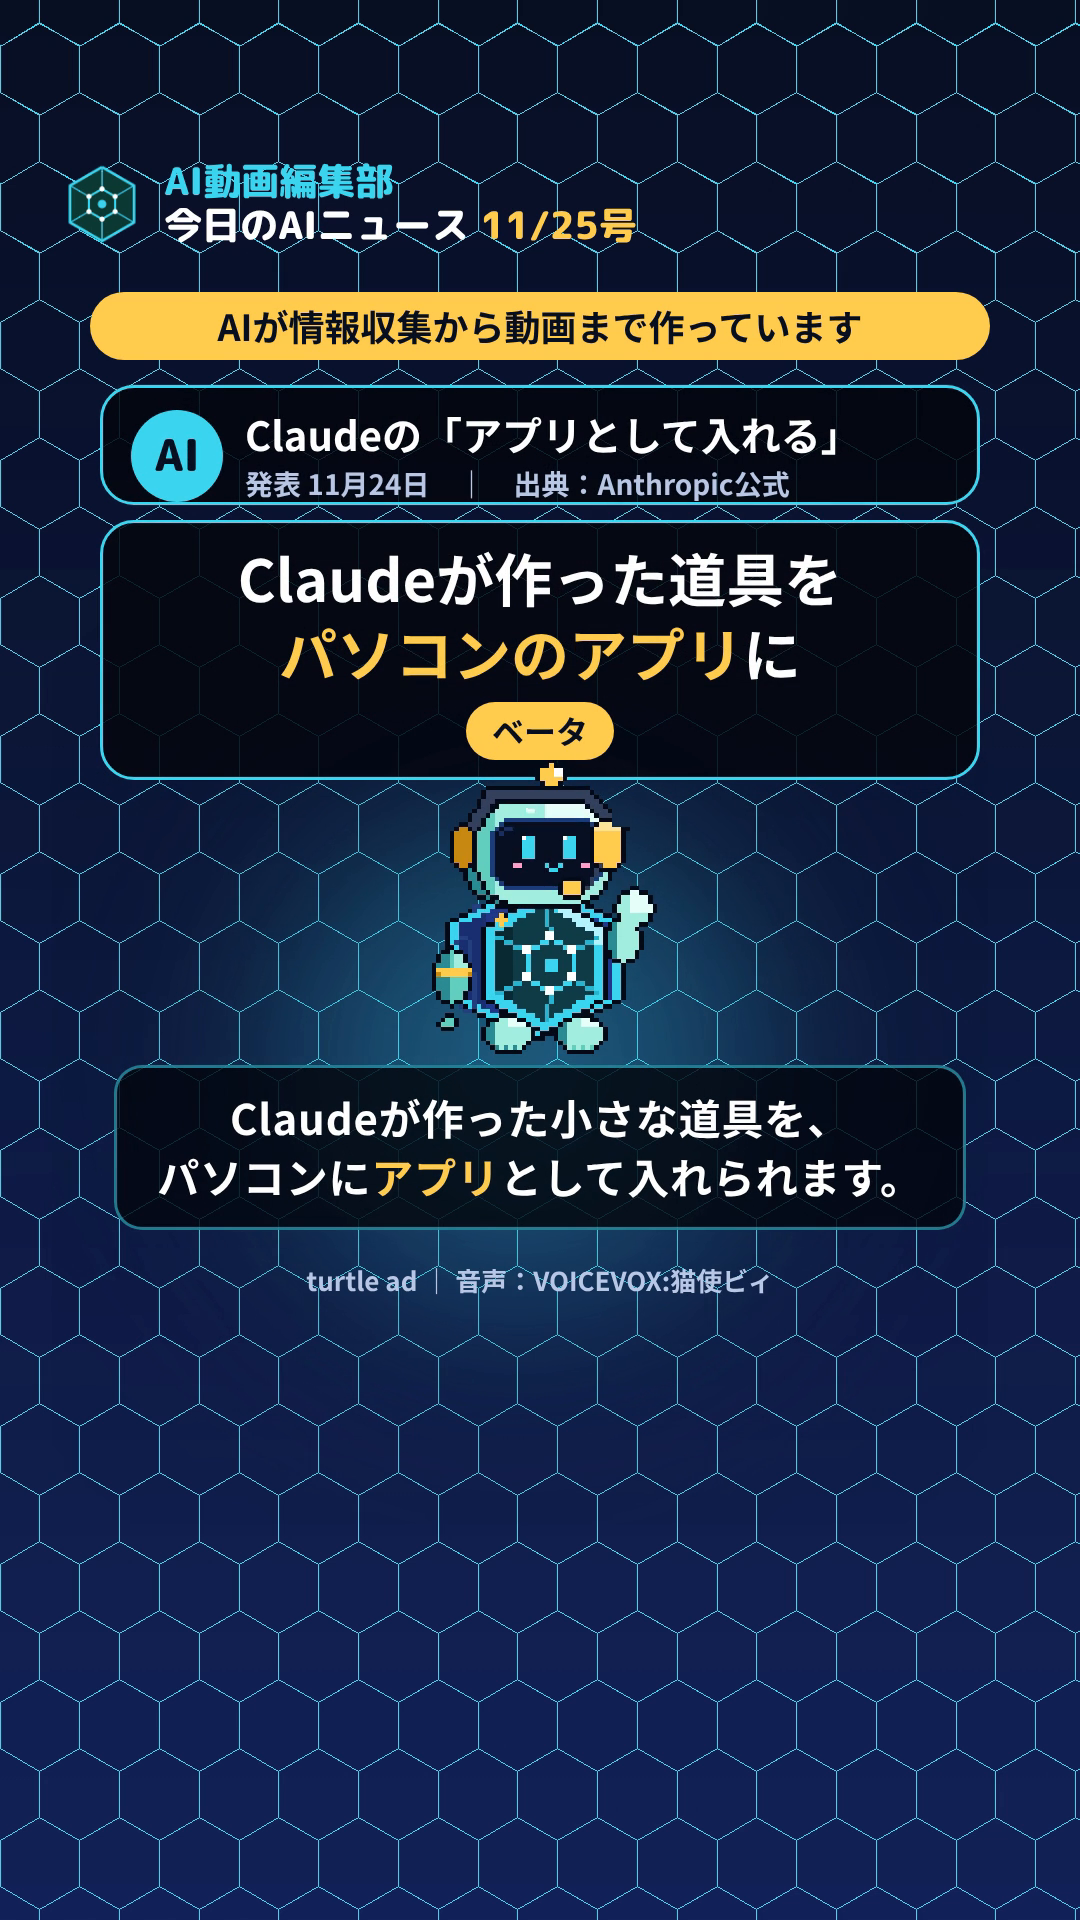 AI動画編集部
今日のAIニュース 11/25号
AIが情報収集から動画まで作っています
AI
Claudeの「アプリとして入れる」
発表 11月24日 ｜ 出典：Anthropic公式
Claudeが作った道具を
パソコンのアプリに
ベータ
Claudeが作った小さな道具を、
パソコンにアプリとして入れられます。
turtle ad ｜ 音声：VOICEVOX:猫使ビィ